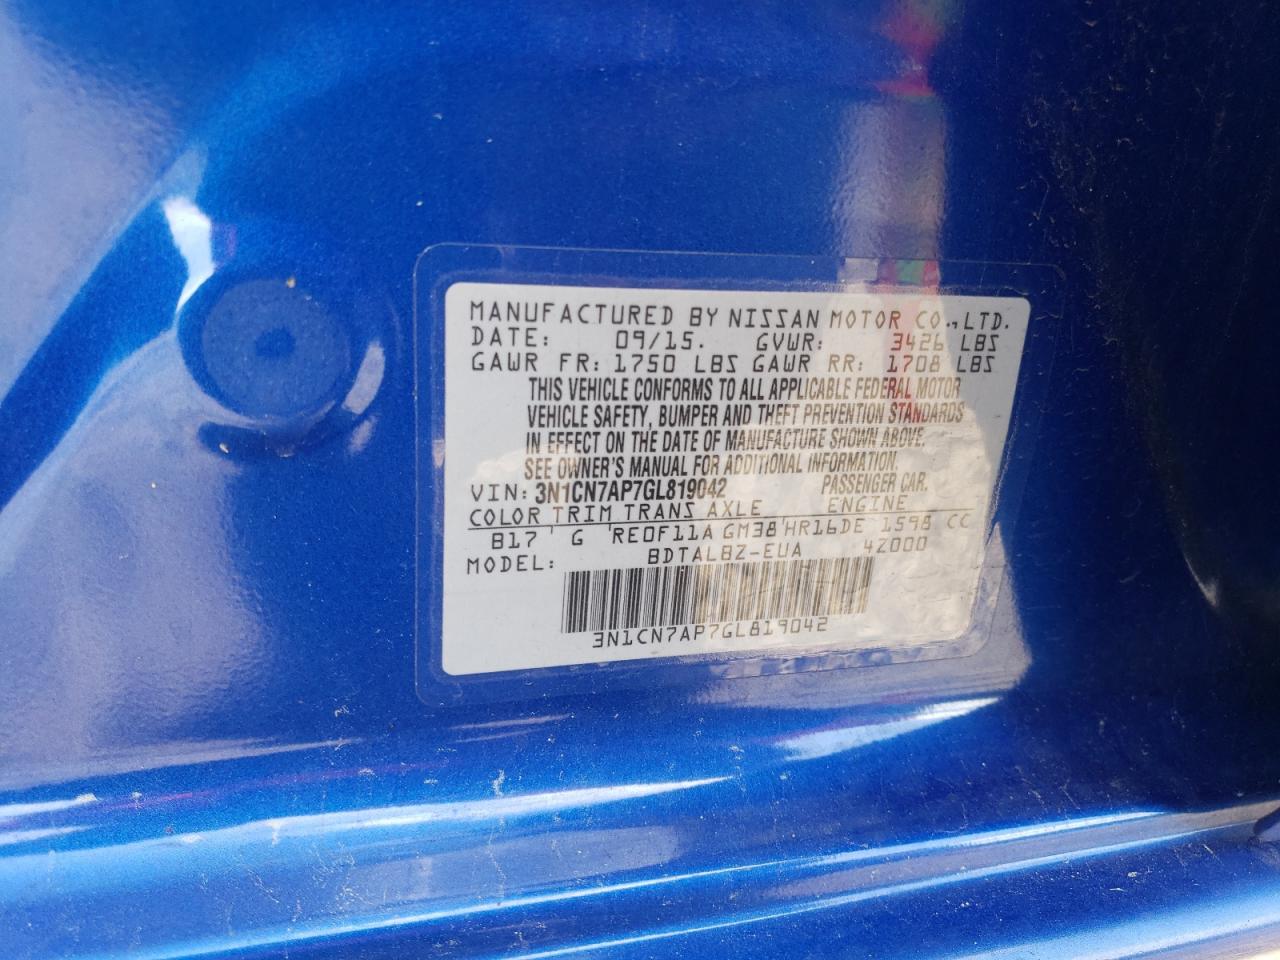 MANUFACTURED BY NISSAN MOTOR CO., LTD.
DATE: 09/15. GVWR: 3426 LBS
GAWR FR: 1750 LBS GAWR RR: 1708 LBS
THIS VEHICLE CONFORMS TO ALL APPLICABLE FEDERAL MOTOR
VEHICLE SAFETY, BUMPER AND THEFT PREVENTION STANDARDS
IN EFFECT ON THE DATE OF MANUFACTURE SHOWN ABOVE.
SEE OWNER'S MANUAL FOR ADDITIONAL INFORMATION.
VIN: 3N1CN7AP7GL819042 PASSENGER CAR.
COLOR TRIM TRANS AXLE ENGINE
B17 G RE0F11A GM38 HR16DE 1598 CC
MODEL: BDTALBZ-EUA 4Z000
3N1CN7AP7GL819042